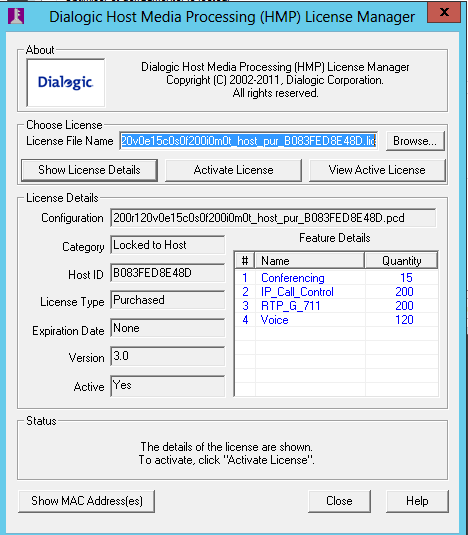 Dialogic Host Media Processing (HMP) License Manager
About
Dialogic.
Dialogic Host Media Processing (HMP) License Manager
Copyright (C) 2002-2011, Dialogic Corporation.
All rights reserved.
Choose License
License File Name 20v0e15c0s0f200i0m0t_host_pur_B083FED8E48D.lic Browse...
Show License Details Activate License View Active License
License Details
Configuration 200r120v0e15c0s0f200i0m0t_host_pur_B083FED8E48D.pcd
Category Locked to Host
Host ID B083FED8E48D
License Type Purchased
Expiration Date None
Version 3.0
Active Yes
Feature Details
# Name Quantity
1 Conferencing 15
2 IP_Call_Control 200
3 RTP_G_711 200
4 Voice 120
Status
The details of the license are shown.
To activate, click "Activate License".
Show MAC Address(es) Close Help